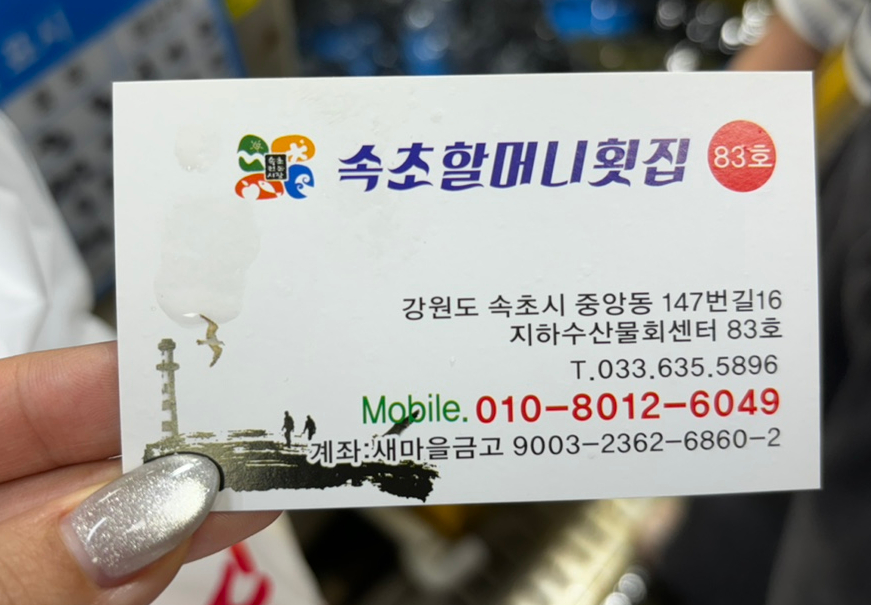 속초할머니횟집 83호
강원도 속초시 중앙동 147번길16
지하수산물회센터 83호
T.033.635.5896
Mobile. 010-8012-6049
계좌:새마을금고 9003-2362-6860-2